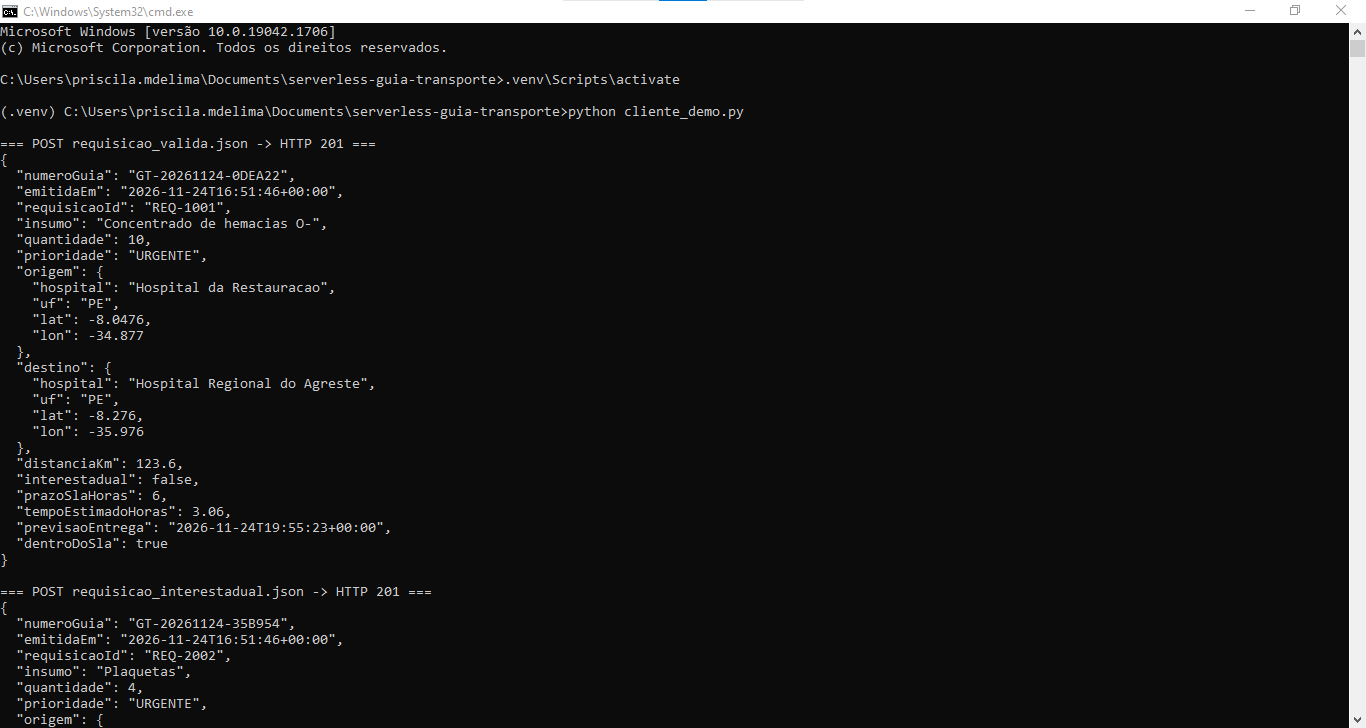 C:\Windows\System32\cmd.exe
Microsoft Windows [versão 10.0.19042.1706]
(c) Microsoft Corporation. Todos os direitos reservados.
C:\Users\priscila.mdelima\Documents\serverless-guia-transporte>.venv\Scripts\activate
(.venv) C:\Users\priscila.mdelima\Documents\serverless-guia-transporte>python cliente_demo.py
=== POST requisicao_valida.json -> HTTP 201 ===
{
  "numeroGuia": "GT-20261124-0DEA22",
  "emitidaEm": "2026-11-24T16:51:46+00:00",
  "requisicaoId": "REQ-1001",
  "insumo": "Concentrado de hemacias O-",
  "quantidade": 10,
  "prioridade": "URGENTE",
  "origem": {
    "hospital": "Hospital da Restauracao",
    "uf": "PE",
    "lat": -8.0476,
    "lon": -34.877
  },
  "destino": {
    "hospital": "Hospital Regional do Agreste",
    "uf": "PE",
    "lat": -8.276,
    "lon": -35.976
  },
  "distanciaKm": 123.6,
  "interestadual": false,
  "prazoSlaHoras": 6,
  "tempoEstimadoHoras": 3.06,
  "previsaoEntrega": "2026-11-24T19:55:23+00:00",
  "dentroDoSla": true
}
=== POST requisicao_interestadual.json -> HTTP 201 ===
{
  "numeroGuia": "GT-20261124-35B954",
  "emitidaEm": "2026-11-24T16:51:46+00:00",
  "requisicaoId": "REQ-2002",
  "insumo": "Plaquetas",
  "quantidade": 4,
  "prioridade": "URGENTE",
  "origem": {